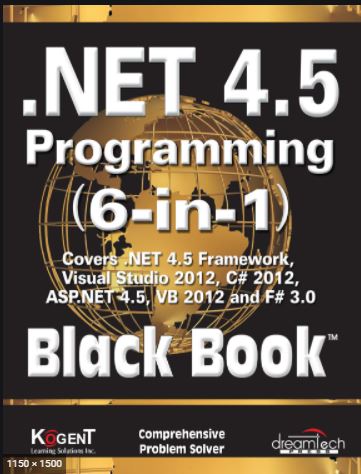 .NET 4.5
Programming
(6-in-1)
Covers .NET 4.5 Framework,
Visual Studio 2012, C# 2012,
ASP.NET 4.5, VB 2012 and F# 3.0
Black Book™
KOGENT
Learning Solutions Inc.
Comprehensive
Problem Solver
dreamtech
PRESS
1150 × 1500